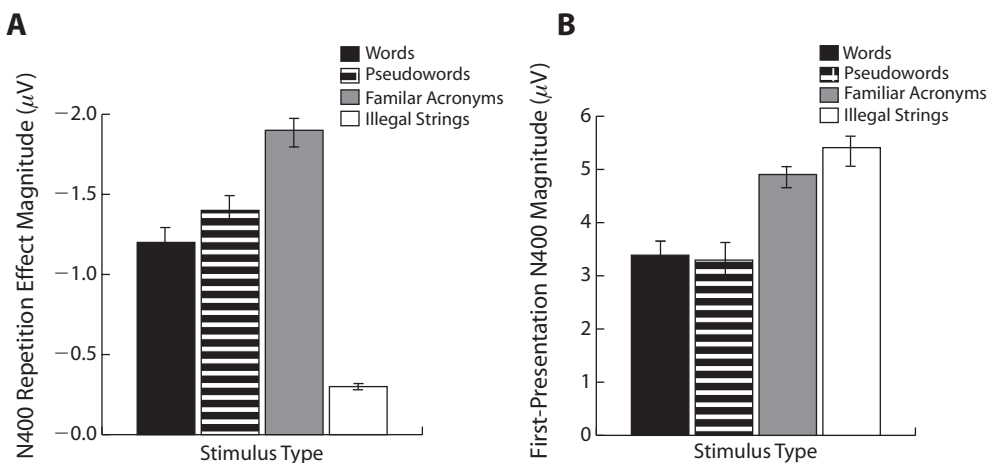 A
N400 Repetition Effect Magnitude (μV)
Words
Pseudowords
Familar Acronyms
Illegal Strings
−2.0
−1.5
−1.0
−0.5
−0.0
Stimulus Type
B
First-Presentation N400 Magnitude (μV)
Words
Pseudowords
Familiar Acronyms
Illegal Strings
6
5
4
3
2
1
0
Stimulus Type